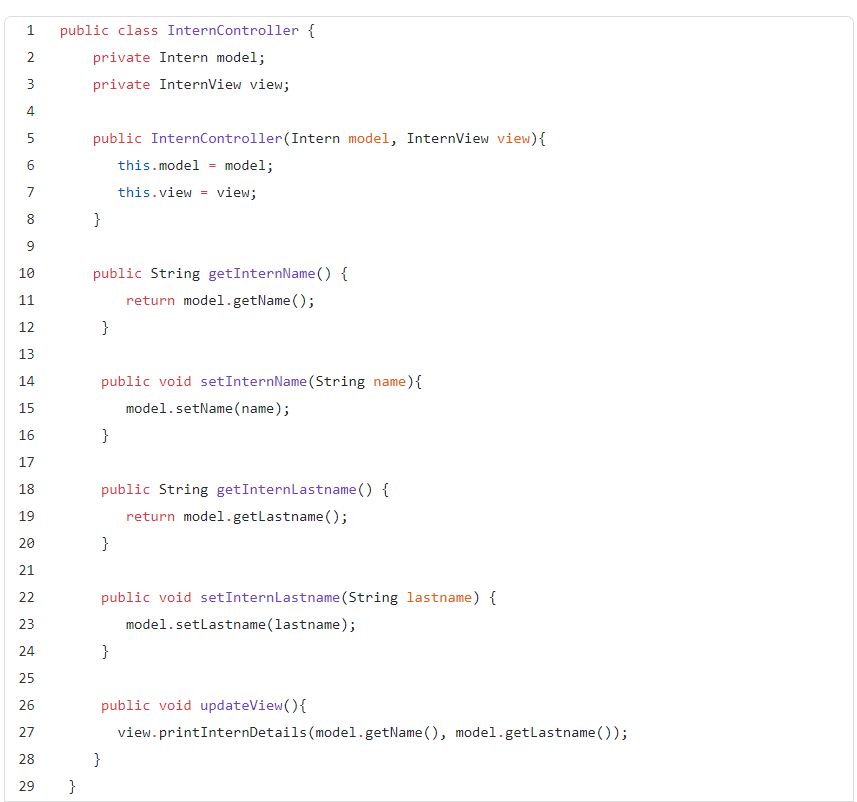 1 public class InternController {
2     private Intern model;
3     private InternView view;
4
5     public InternController(Intern model, InternView view){
6        this.model = model;
7        this.view = view;
8     }
9
10     public String getInternName() {
11         return model.getName();
12      }
13
14      public void setInternName(String name){
15         model.setName(name);
16      }
17
18      public String getInternLastname() {
19         return model.getLastname();
20      }
21
22      public void setInternLastname(String lastname) {
23         model.setLastname(lastname);
24      }
25
26      public void updateView(){
27        view.printInternDetails(model.getName(), model.getLastname());
28     }
29  }